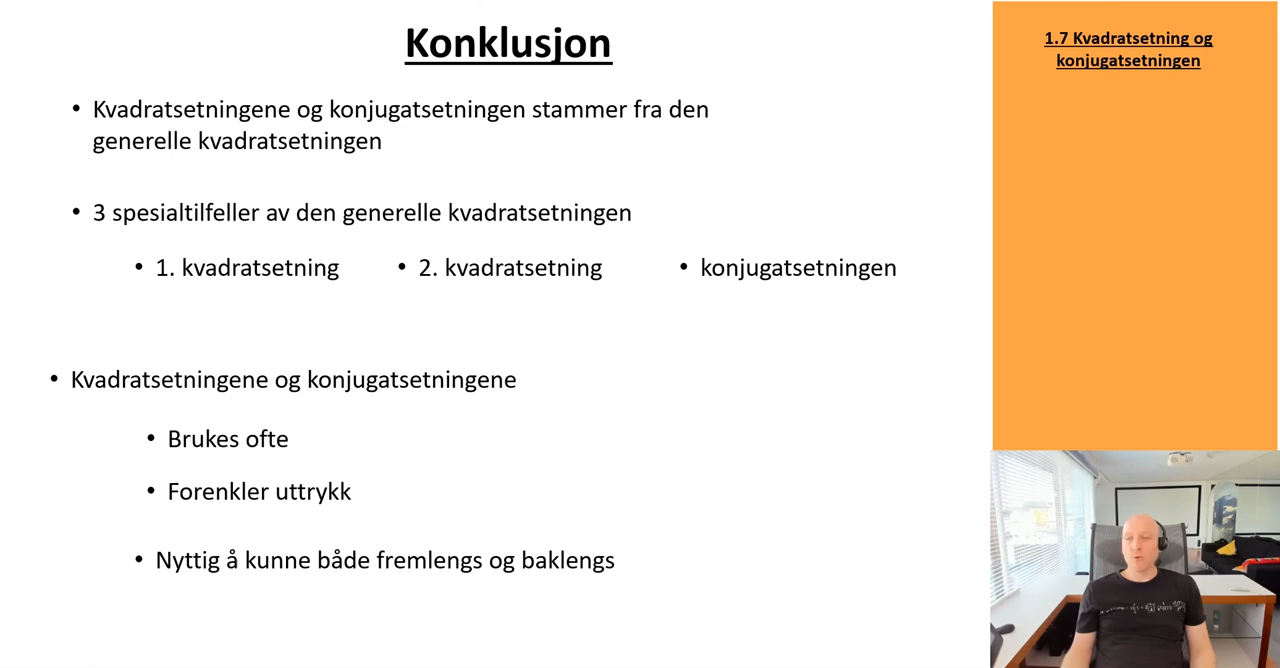 Konklusjon
• Kvadratsetningene og konjugatsetningen stammer fra den
generelle kvadratsetningen
• 3 spesialtilfeller av den generelle kvadratsetningen
• 1. kvadratsetning
• 2. kvadratsetning
• konjugatsetningen
• Kvadratsetningene og konjugatsetningene
• Brukes ofte
• Forenkler uttrykk
• Nyttig å kunne både fremlengs og baklengs
1.7 Kvadratsetning og
konjugatsetningen